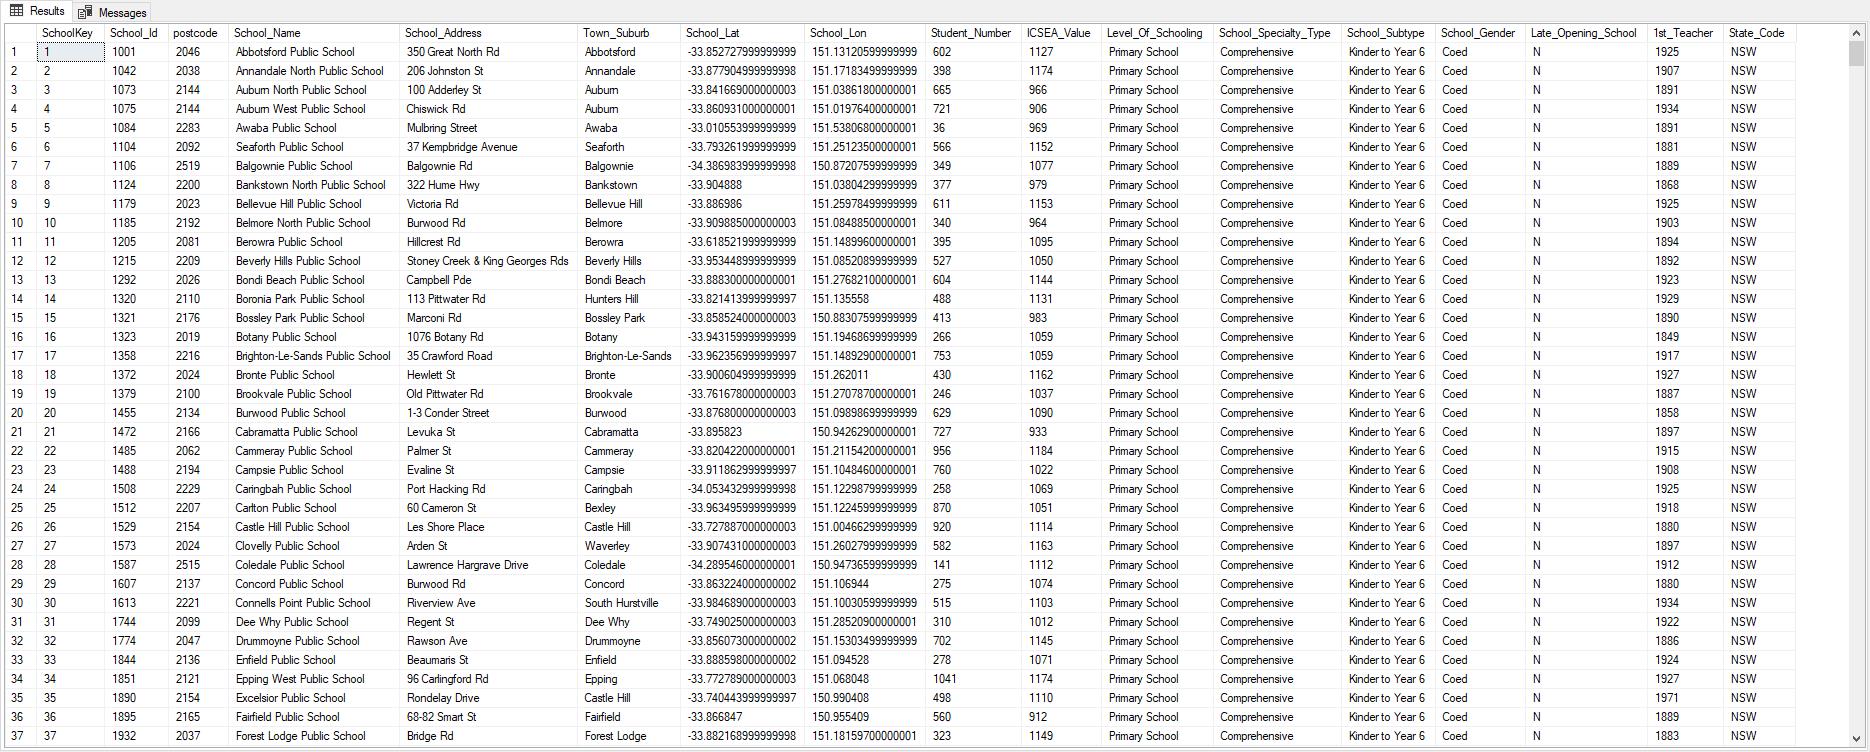 Results Messages
SchoolKey School_Id postcode School_Name School_Address Town_Suburb School_Lat School_Lon Student_Number ICSEA_Value Level_Of_Schooling School_Specialty_Type School_Subtype School_Gender Late_Opening_School 1st_Teacher State_Code
1 1 1001 2046 Abbotsford Public School 350 Great North Rd Abbotsford -33.852727999999999 151.13120599999999 602 1127 Primary School Comprehensive Kinder to Year 6 Coed N 1925 NSW
2 2 1042 2038 Annandale North Public School 206 Johnston St Annandale -33.877904999999998 151.17183499999999 398 1174 Primary School Comprehensive Kinder to Year 6 Coed N 1907 NSW
3 3 1073 2144 Auburn North Public School 100 Adderley St Auburn -33.841669000000003 151.03861800000001 665 966 Primary School Comprehensive Kinder to Year 6 Coed N 1891 NSW
4 4 1075 2144 Auburn West Public School Chiswick Rd Auburn -33.860931000000001 151.01976400000001 721 906 Primary School Comprehensive Kinder to Year 6 Coed N 1934 NSW
5 5 1084 2283 Awaba Public School Mulbring Street Awaba -33.010553999999999 151.53806800000001 36 969 Primary School Comprehensive Kinder to Year 6 Coed N 1891 NSW
6 6 1104 2092 Seaforth Public School 37 Kempbridge Avenue Seaforth -33.793261999999999 151.25123500000001 566 1152 Primary School Comprehensive Kinder to Year 6 Coed N 1881 NSW
7 7 1106 2519 Balgownie Public School Balgownie Rd Balgownie -34.386983999999998 150.87207599999999 349 1077 Primary School Comprehensive Kinder to Year 6 Coed N 1889 NSW
8 8 1124 2200 Bankstown North Public School 322 Hume Hwy Bankstown -33.904888 151.03804299999999 377 979 Primary School Comprehensive Kinder to Year 6 Coed N 1868 NSW
9 9 1179 2023 Bellevue Hill Public School Victoria Rd Bellevue Hill -33.886986 151.25978499999999 611 1153 Primary School Comprehensive Kinder to Year 6 Coed N 1925 NSW
10 10 1185 2192 Belmore North Public School Burwood Rd Belmore -33.909885000000003 151.08488500000001 340 964 Primary School Comprehensive Kinder to Year 6 Coed N 1903 NSW
11 11 1205 2081 Berowra Public School Hillcrest Rd Berowra -33.618521999999999 151.14899600000001 395 1095 Primary School Comprehensive Kinder to Year 6 Coed N 1894 NSW
12 12 1215 2209 Beverly Hills Public School Stoney Creek & King Georges Rds Beverly Hills -33.953448999999999 151.08520899999999 527 1050 Primary School Comprehensive Kinder to Year 6 Coed N 1892 NSW
13 13 1292 2026 Bondi Beach Public School Campbell Pde Bondi Beach -33.888300000000001 151.27682100000001 604 1144 Primary School Comprehensive Kinder to Year 6 Coed N 1923 NSW
14 14 1320 2110 Boronia Park Public School 113 Pittwater Rd Hunters Hill -33.821413999999997 151.135558 488 1131 Primary School Comprehensive Kinder to Year 6 Coed N 1929 NSW
15 15 1321 2176 Bossley Park Public School Marconi Rd Bossley Park -33.858524000000003 150.88307599999999 413 983 Primary School Comprehensive Kinder to Year 6 Coed N 1890 NSW
16 16 1323 2019 Botany Public School 1076 Botany Rd Botany -33.943159999999999 151.19468699999999 266 1059 Primary School Comprehensive Kinder to Year 6 Coed N 1849 NSW
17 17 1358 2216 Brighton-Le-Sands Public School 35 Crawford Road Brighton-Le-Sands -33.962356999999997 151.14892900000001 753 1059 Primary School Comprehensive Kinder to Year 6 Coed N 1917 NSW
18 18 1372 2024 Bronte Public School Hewlett St Bronte -33.900604999999999 151.262011 430 1162 Primary School Comprehensive Kinder to Year 6 Coed N 1927 NSW
19 19 1379 2100 Brookvale Public School Old Pittwater Rd Brookvale -33.761678000000003 151.27078700000001 246 1037 Primary School Comprehensive Kinder to Year 6 Coed N 1887 NSW
20 20 1455 2134 Burwood Public School 1-3 Conder Street Burwood -33.876800000000003 151.09898699999999 629 1090 Primary School Comprehensive Kinder to Year 6 Coed N 1858 NSW
21 21 1472 2166 Cabramatta Public School Levuka St Cabramatta -33.895823 150.94262900000001 727 933 Primary School Comprehensive Kinder to Year 6 Coed N 1897 NSW
22 22 1485 2062 Cammeray Public School Palmer St Cammeray -33.820422000000001 151.21154200000001 956 1184 Primary School Comprehensive Kinder to Year 6 Coed N 1915 NSW
23 23 1488 2194 Campsie Public School Evaline St Campsie -33.911862999999997 151.10484600000001 760 1022 Primary School Comprehensive Kinder to Year 6 Coed N 1908 NSW
24 24 1508 2229 Caringbah Public School Port Hacking Rd Caringbah -34.053432999999998 151.12298799999999 258 1069 Primary School Comprehensive Kinder to Year 6 Coed N 1925 NSW
25 25 1512 2207 Carlton Public School 60 Cameron St Bexley -33.963495999999999 151.12245999999999 870 1051 Primary School Comprehensive Kinder to Year 6 Coed N 1918 NSW
26 26 1529 2154 Castle Hill Public School Les Shore Place Castle Hill -33.727887000000003 151.00466299999999 920 1114 Primary School Comprehensive Kinder to Year 6 Coed N 1880 NSW
27 27 1573 2024 Clovelly Public School Arden St Waverley -33.907431000000003 151.26027999999999 582 1163 Primary School Comprehensive Kinder to Year 6 Coed N 1897 NSW
28 28 1587 2515 Coledale Public School Lawrence Hargrave Drive Coledale -34.289546000000001 150.94736599999999 141 1112 Primary School Comprehensive Kinder to Year 6 Coed N 1912 NSW
29 29 1607 2137 Concord Public School Burwood Rd Concord -33.863224000000002 151.106944 275 1074 Primary School Comprehensive Kinder to Year 6 Coed N 1880 NSW
30 30 1613 2221 Connells Point Public School Riverview Ave South Hurstville -33.984689000000003 151.10030599999999 515 1103 Primary School Comprehensive Kinder to Year 6 Coed N 1934 NSW
31 31 1744 2099 Dee Why Public School Regent St Dee Why -33.749025000000003 151.28520900000001 310 1012 Primary School Comprehensive Kinder to Year 6 Coed N 1922 NSW
32 32 1774 2047 Drummoyne Public School Rawson Ave Drummoyne -33.856073000000002 151.15303499999999 702 1145 Primary School Comprehensive Kinder to Year 6 Coed N 1886 NSW
33 33 1844 2136 Enfield Public School Beaumaris St Enfield -33.888598000000002 151.094528 278 1071 Primary School Comprehensive Kinder to Year 6 Coed N 1924 NSW
34 34 1851 2121 Epping West Public School 96 Carlingford Rd Epping -33.772789000000003 151.068048 1041 1174 Primary School Comprehensive Kinder to Year 6 Coed N 1927 NSW
35 35 1890 2154 Excelsior Public School Rondelay Drive Castle Hill -33.740443999999997 150.990408 498 1110 Primary School Comprehensive Kinder to Year 6 Coed N 1971 NSW
36 36 1895 2165 Fairfield Public School 68-82 Smart St Fairfield -33.866847 150.955409 560 912 Primary School Comprehensive Kinder to Year 6 Coed N 1889 NSW
37 37 1932 2037 Forest Lodge Public School Bridge Rd Forest Lodge -33.882168999999998 151.18159700000001 323 1149 Primary School Comprehensive Kinder to Year 6 Coed N 1883 NSW